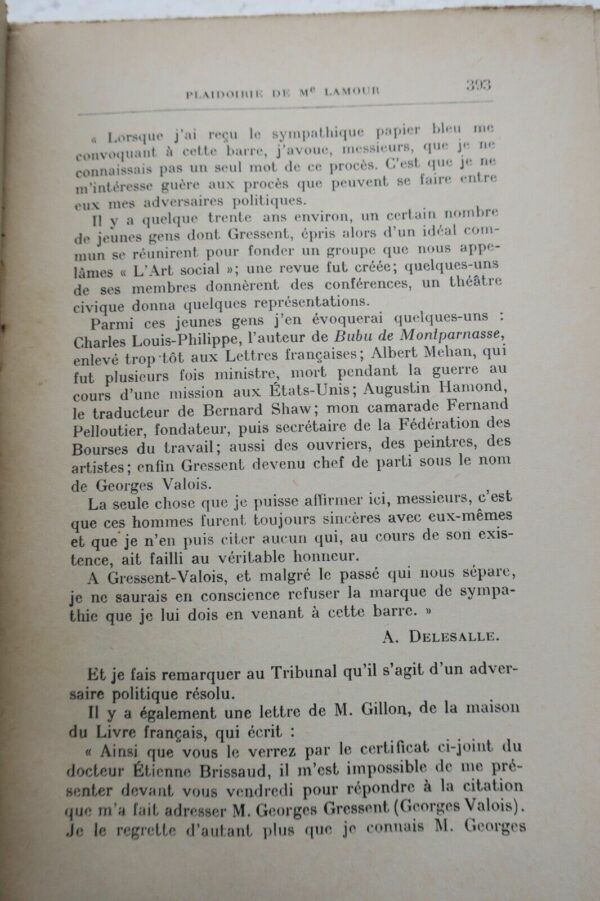 PLAIDOIRIE DE Mᵉ LAMOUR 393
« Lorsque j'ai reçu le sympathique papier bleu me
convoquant à cette barre, j'avoue, messieurs, que je ne
connaissais pas un seul mot de ce procès. C'est que je ne
m'intéresse guère aux procès que peuvent se faire entre
eux mes adversaires politiques.
Il y a quelque trente ans environ, un certain nombre
de jeunes gens dont Gressent, épris alors d'un idéal com-
mun se réunirent pour fonder un groupe que nous appe-
lâmes « L'Art social »; une revue fut créée; quelques-uns
de ses membres donnèrent des conférences, un théâtre
civique donna quelques représentations.
Parmi ces jeunes gens j'en évoquerai quelques-uns :
Charles Louis-Philippe, l'auteur de Bubu de Montparnasse,
enlevé trop tôt aux Lettres françaises; Albert Mehan, qui
fut plusieurs fois ministre, mort pendant la guerre au
cours d'une mission aux États-Unis; Augustin Hamond,
le traducteur de Bernard Shaw; mon camarade Fernand
Pelloutier, fondateur, puis secrétaire de la Fédération des
Bourses du travail; aussi des ouvriers, des peintres, des
artistes; enfin Gressent devenu chef de parti sous le nom
de Georges Valois.
La seule chose que je puisse affirmer ici, messieurs, c'est
que ces hommes furent toujours sincères avec eux-mêmes
et que je n'en puis citer aucun qui, au cours de son exis-
tence, ait failli au véritable honneur.
A Gressent-Valois, et malgré le passé qui nous sépare,
je ne saurais en conscience refuser la marque de sympa-
thie que je lui dois en venant à cette barre. »
A. DELESALLE.
Et je fais remarquer au Tribunal qu'il s'agit d'un adver-
saire politique résolu.
Il y a également une lettre de M. Gillon, de la maison
du Livre français, qui écrit :
« Ainsi que vous le verrez par le certificat ci-joint du
docteur Étienne Brissaud, il m'est impossible de me pré-
senter devant vous vendredi pour répondre à la citation
que m'a fait adresser M. Georges Gressent (Georges Valois).
Je le regrette d'autant plus que je connais M. Georges